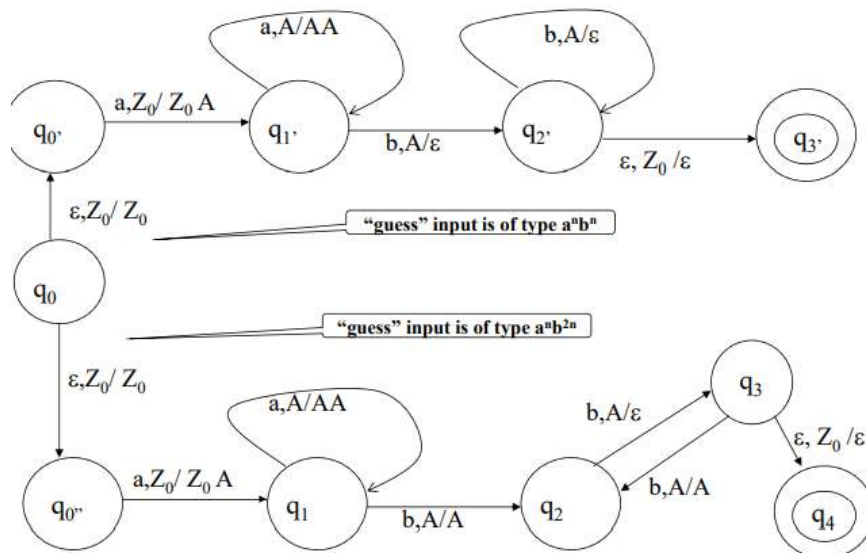 a,A/AA
b,A/ε
q₀’
a,Z₀/ Z₀ A
q₁’
b,A/ε
q₂’
ε, Z₀ /ε
q₃’
ε,Z₀/ Z₀
“guess” input is of type aⁿbⁿ
q₀
“guess” input is of type aⁿb²ⁿ
ε,Z₀/ Z₀
a,A/AA
b,A/ε
q₃
ε, Z₀ /ε
b,A/A
q₀”
a,Z₀/ Z₀ A
q₁
b,A/A
q₂
q₄